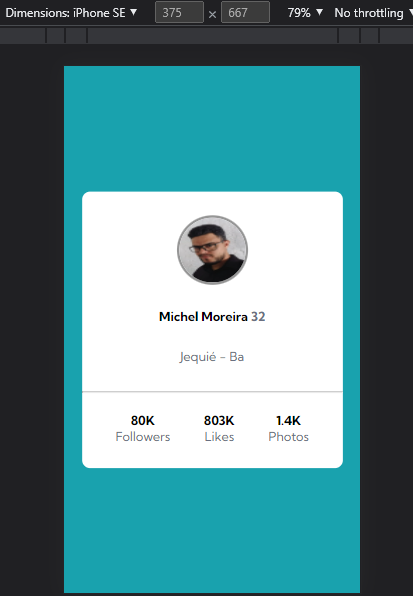 Dimensions: iPhone SE ▼ 375 × 667 79% ▼ No throttling ▼
Michel Moreira 32
Jequié - Ba
80K 803K 1.4K
Followers Likes Photos